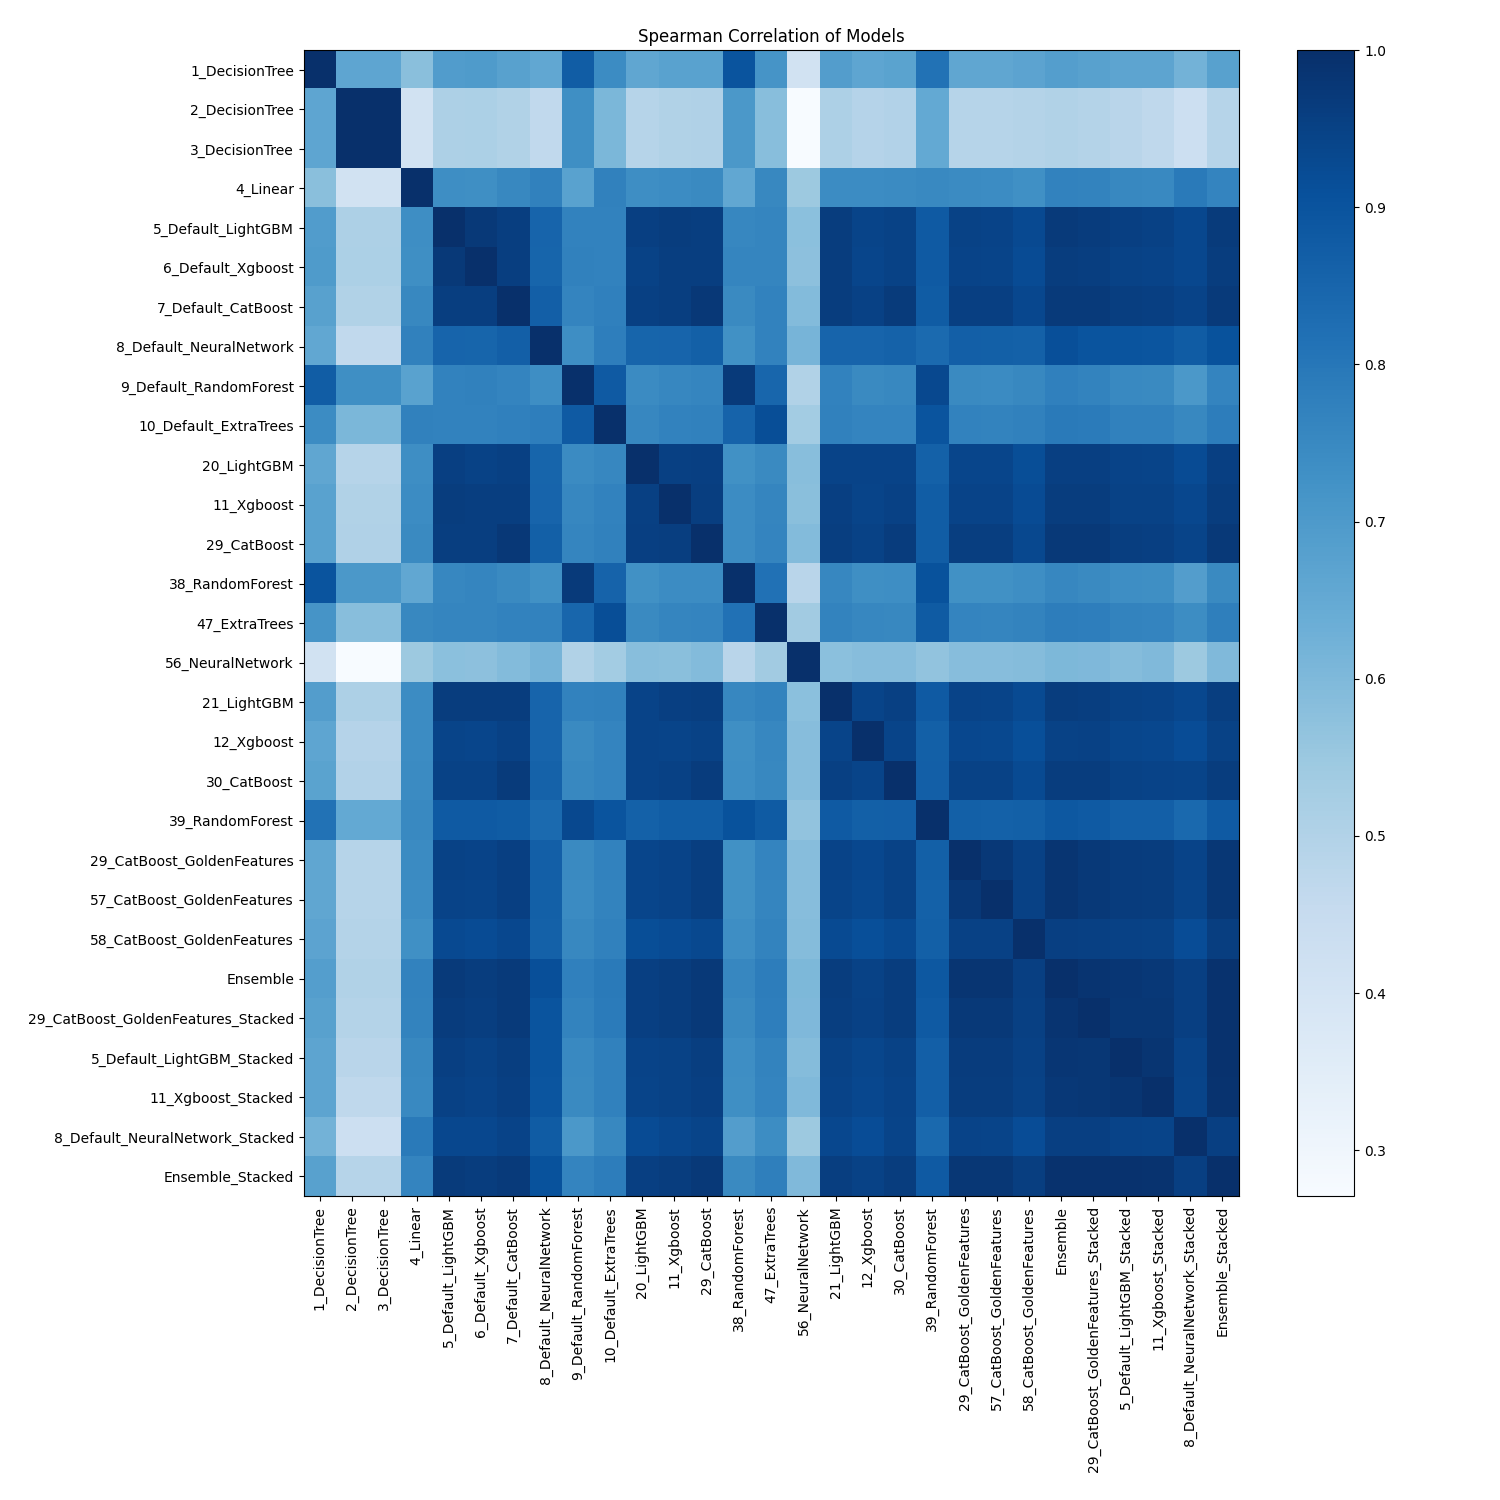 Spearman Correlation of Models
1_DecisionTree
2_DecisionTree
3_DecisionTree
4_Linear
5_Default_LightGBM
6_Default_Xgboost
7_Default_CatBoost
8_Default_NeuralNetwork
9_Default_RandomForest
10_Default_ExtraTrees
20_LightGBM
11_Xgboost
29_CatBoost
38_RandomForest
47_ExtraTrees
56_NeuralNetwork
21_LightGBM
12_Xgboost
30_CatBoost
39_RandomForest
29_CatBoost_GoldenFeatures
57_CatBoost_GoldenFeatures
58_CatBoost_GoldenFeatures
Ensemble
29_CatBoost_GoldenFeatures_Stacked
5_Default_LightGBM_Stacked
11_Xgboost_Stacked
8_Default_NeuralNetwork_Stacked
Ensemble_Stacked
1_DecisionTree
2_DecisionTree
3_DecisionTree
4_Linear
5_Default_LightGBM
6_Default_Xgboost
7_Default_CatBoost
8_Default_NeuralNetwork
9_Default_RandomForest
10_Default_ExtraTrees
20_LightGBM
11_Xgboost
29_CatBoost
38_RandomForest
47_ExtraTrees
56_NeuralNetwork
21_LightGBM
12_Xgboost
30_CatBoost
39_RandomForest
29_CatBoost_GoldenFeatures
57_CatBoost_GoldenFeatures
58_CatBoost_GoldenFeatures
Ensemble
29_CatBoost_GoldenFeatures_Stacked
5_Default_LightGBM_Stacked
11_Xgboost_Stacked
8_Default_NeuralNetwork_Stacked
Ensemble_Stacked
1.0
0.9
0.8
0.7
0.6
0.5
0.4
0.3